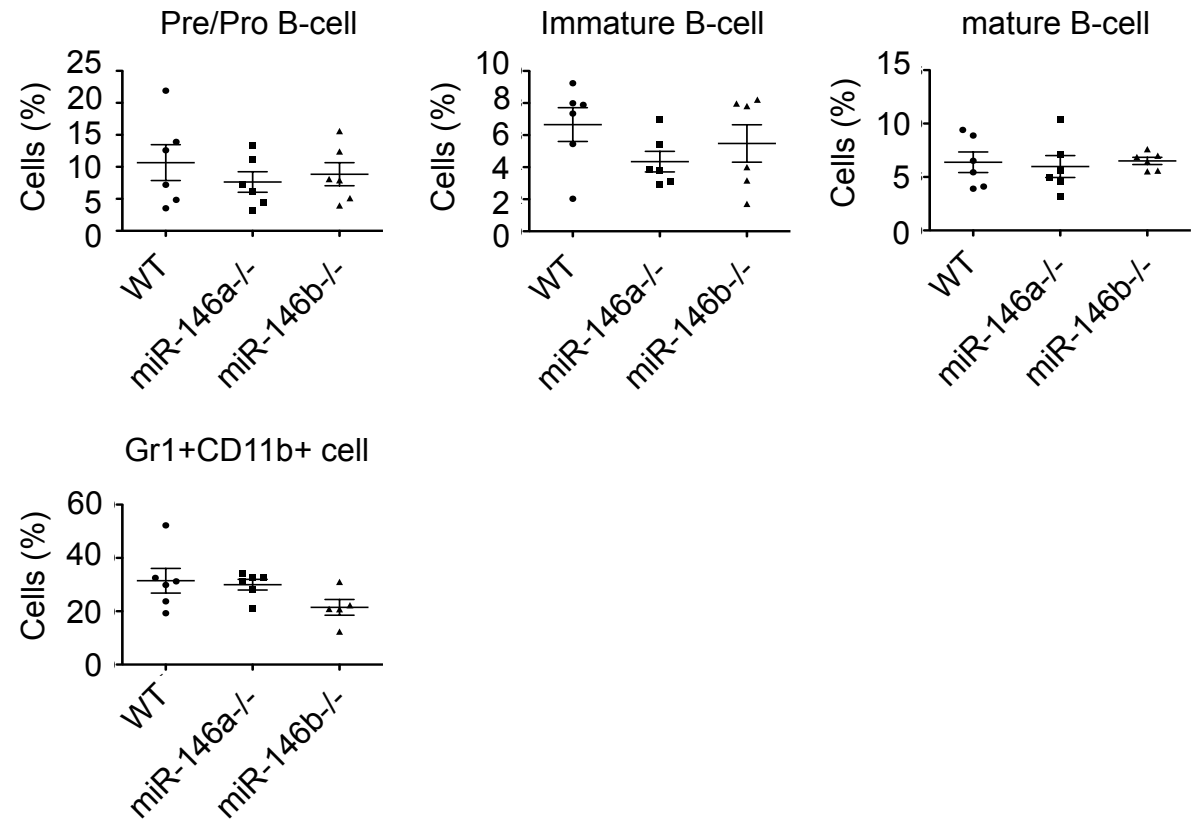 Pre/Pro B-cell
Cells (%)
25
20
15
10
5
0
WT
miR-146a-/-
miR-146b-/-
Immature B-cell
Cells (%)
10
8
6
4
2
0
WT
miR-146a-/-
miR-146b-/-
mature B-cell
Cells (%)
15
10
5
0
WT
miR-146a-/-
miR-146b-/-
Gr1+CD11b+ cell
Cells (%)
60
40
20
0
WT
miR-146a-/-
miR-146b-/-